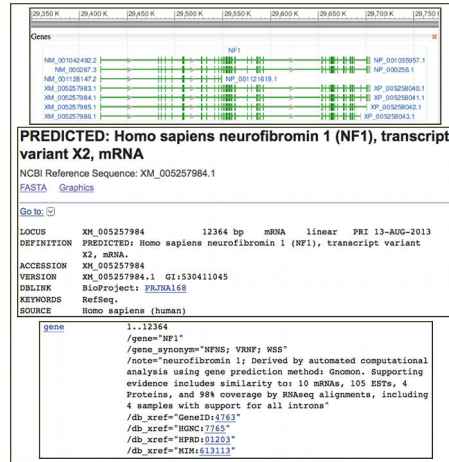 29,350 K 29,400 K 29,450 K 29,500 K 29,550 K 29,600 K 29,650 K 29,700 K 29,750 K
Genes
NF1
NM_001042492.2 NP_001035957.1
NM_000267.3 NP_000258.1
NM_001128147.2 NP_001121619.1
XM_005257983.1 XP_005258040.1
XM_005257984.1 XP_005258041.1
XM_005257985.1 XP_005258042.1
XM_005257986.1 XP_005258043.1
PREDICTED: Homo sapiens neurofibromin 1 (NF1), transcript
variant X2, mRNA
NCBI Reference Sequence: XM_005257984.1
FASTA Graphics
Go to:
LOCUS XM_005257984 12364 bp mRNA linear PRI 13-AUG-2013
DEFINITION PREDICTED: Homo sapiens neurofibromin 1 (NF1), transcript variant
X2, mRNA.
ACCESSION XM_005257984
VERSION XM_005257984.1 GI:530411045
DBLINK BioProject: PRJNA168
KEYWORDS RefSeq.
SOURCE Homo sapiens (human)
gene 1..12364
/gene="NF1"
/gene_synonym="NFNS; VRNF; WSS"
/note="neurofibromin 1; Derived by automated computational
analysis using gene prediction method: Gnomon. Supporting
evidence includes similarity to: 10 mRNAs, 105 ESTs, 4
Proteins, and 98% coverage by RNAseq alignments, including
4 samples with support for all introns"
/db_xref="GeneID:4763"
/db_xref="HGNC:7765"
/db_xref="HPRD:01203"
/db_xref="MIM:613113"